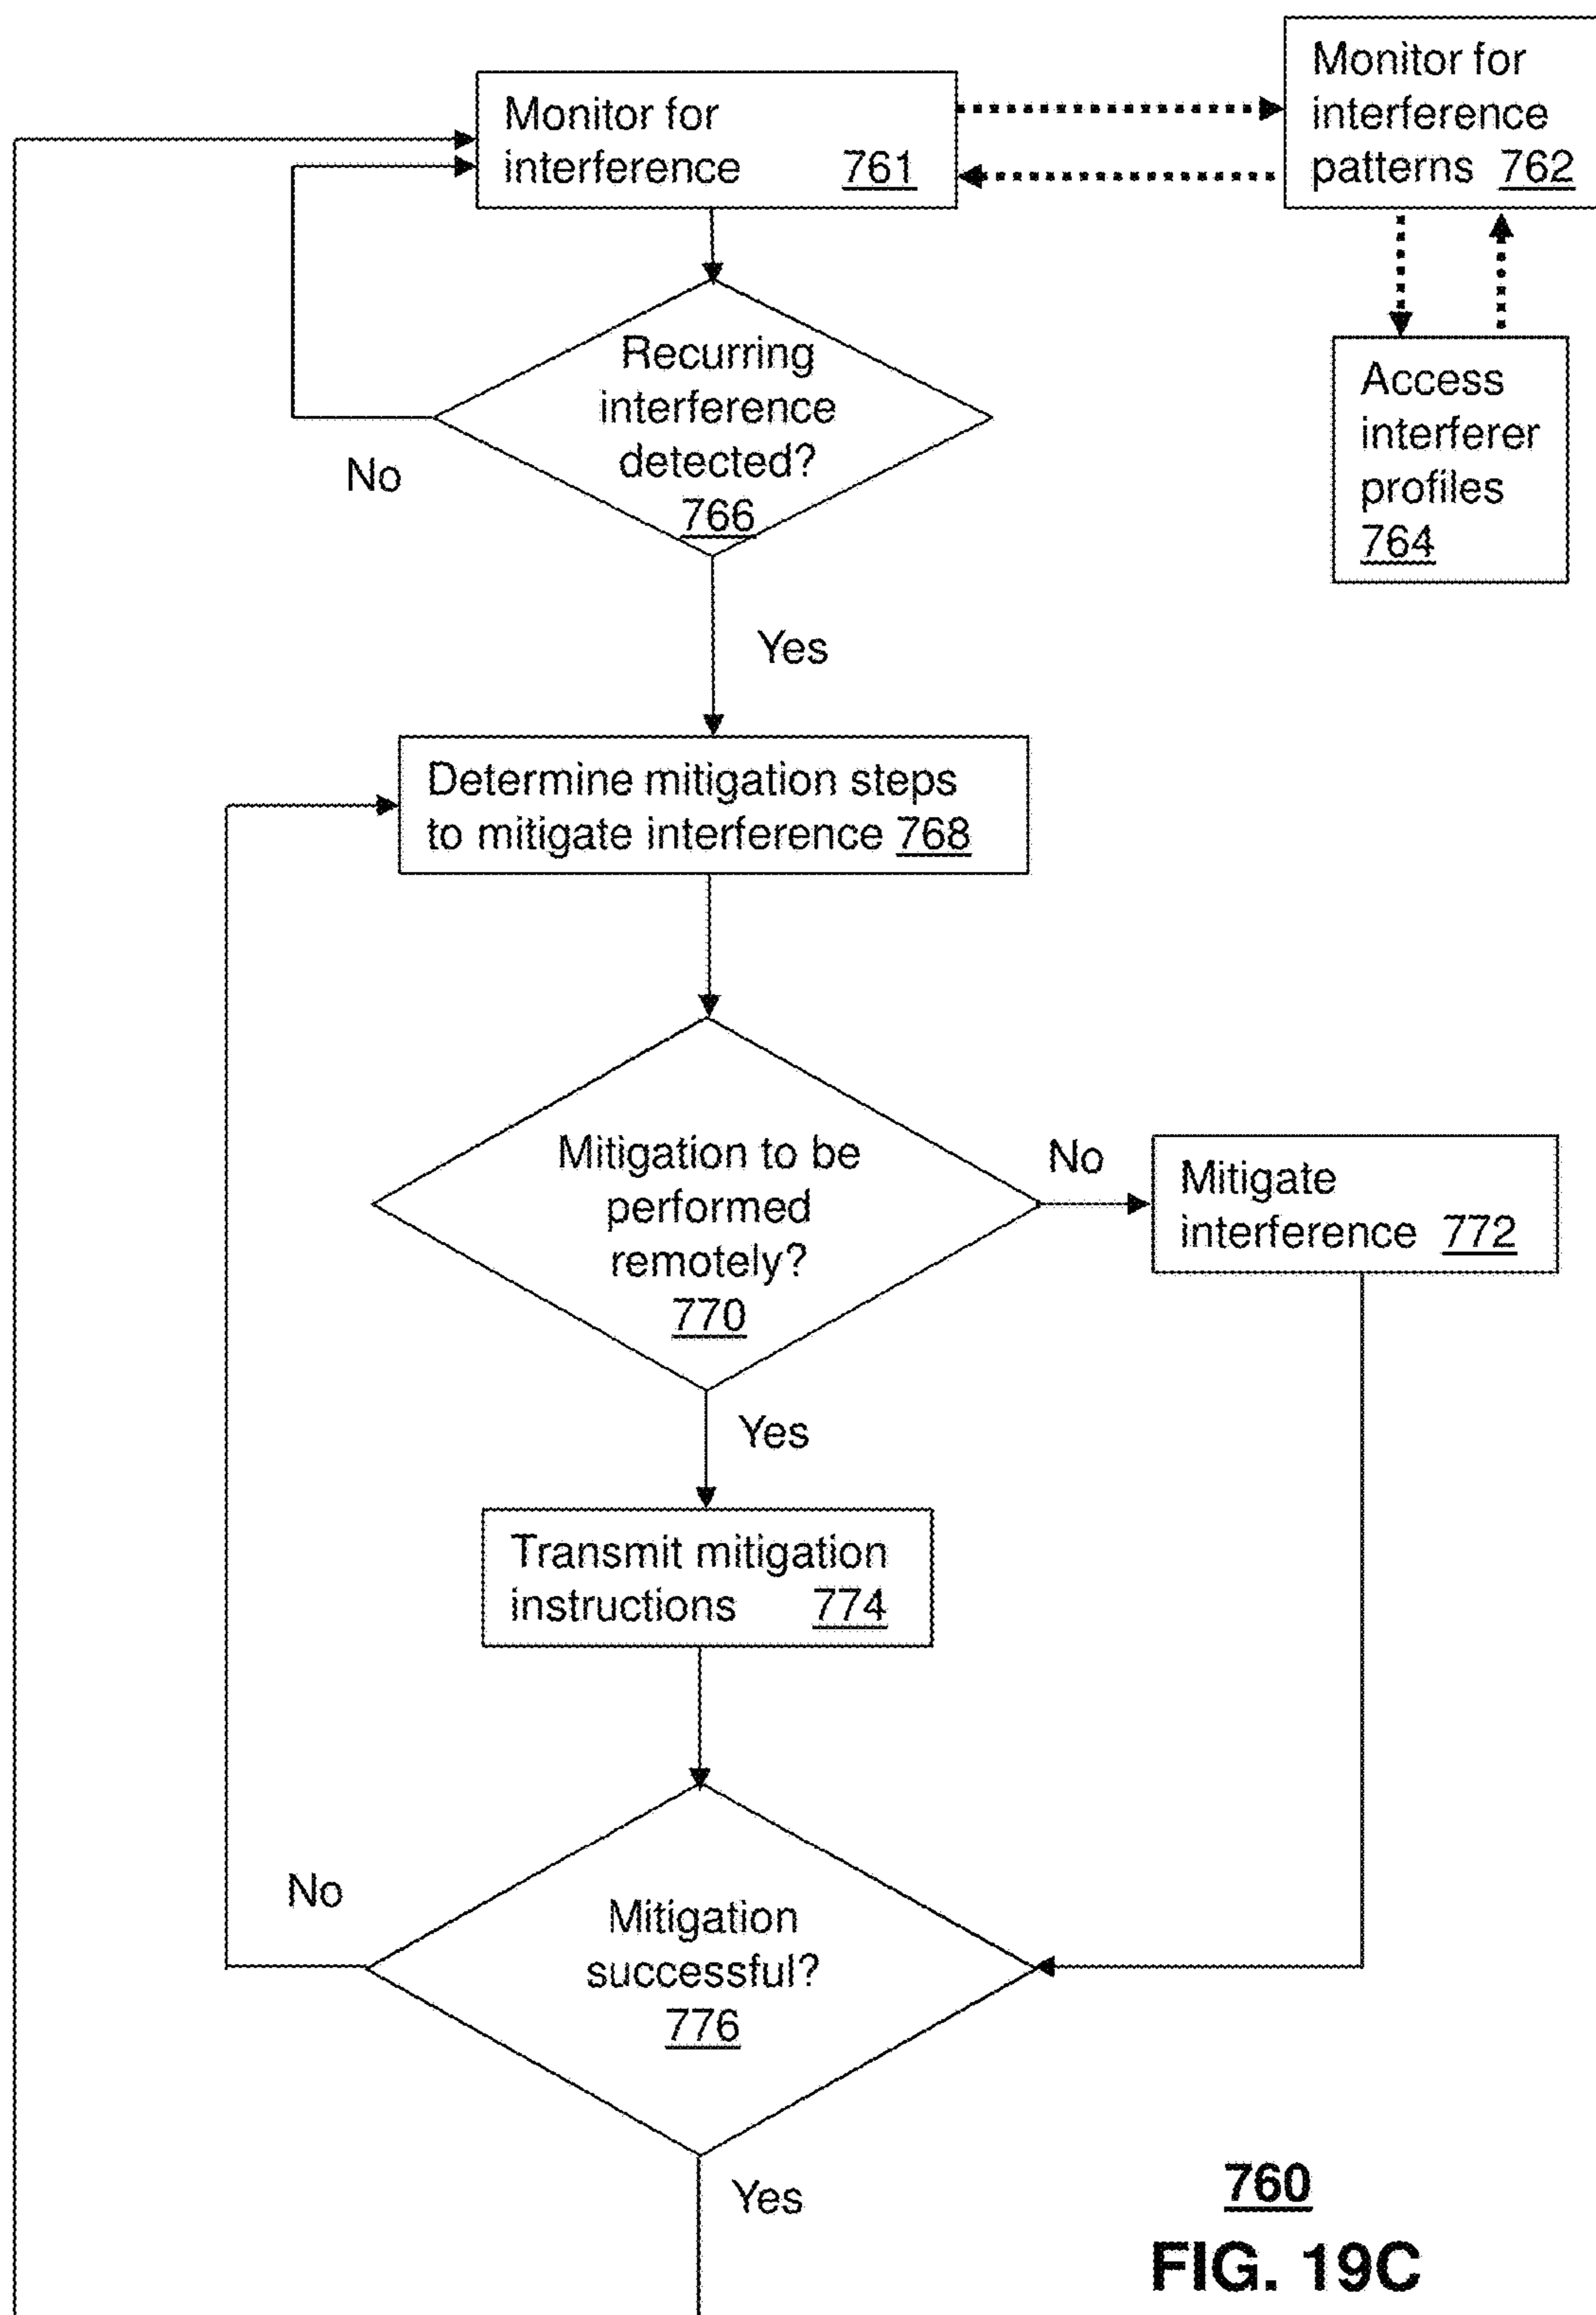 Monitor for
interference 761
Monitor for
interference
patterns 762
Recurring
interference
detected?
766
No
Access
interferer
profiles
764
Yes
Determine mitigation steps
to mitigate interference 768
Mitigation to be
performed
remotely?
770
No
Mitigate
interference 772
Yes
Transmit mitigation
instructions 774
No
Mitigation
successful?
776
Yes
760
FIG. 19C